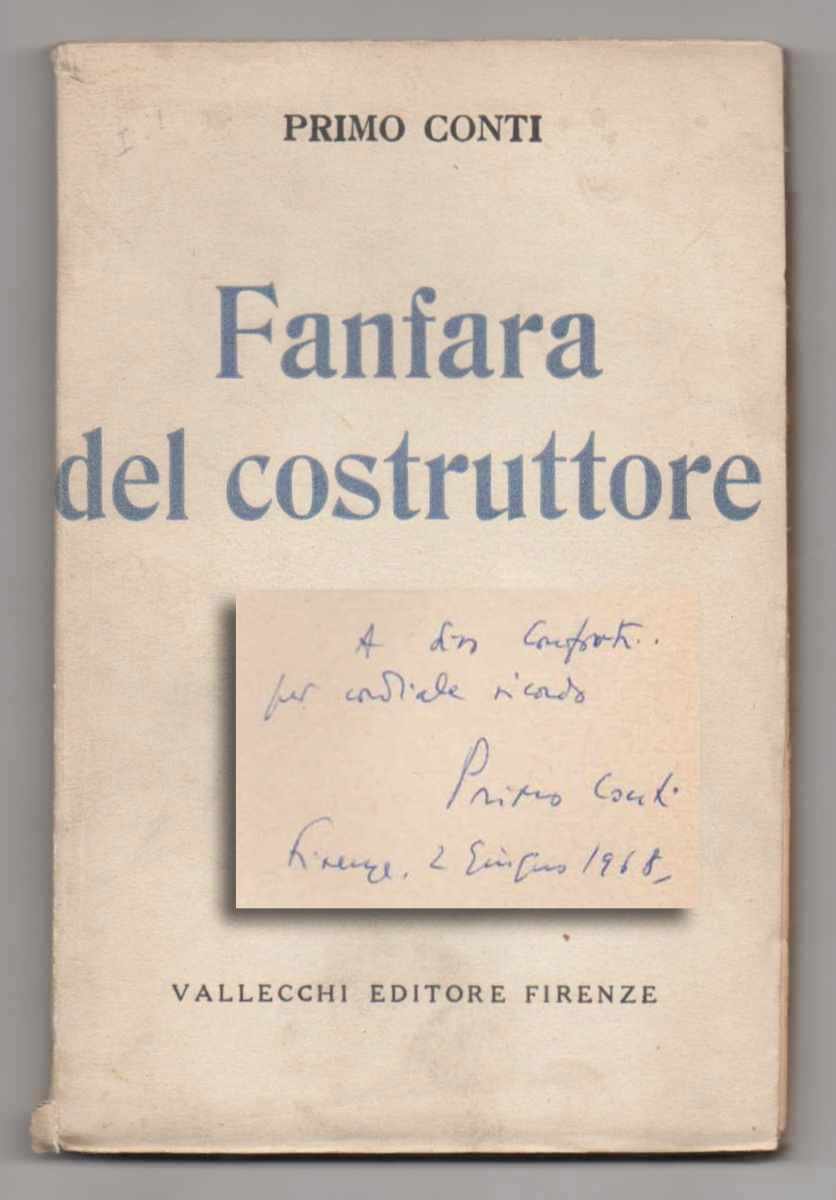 PRIMO CONTI
Fanfara
del costruttore
A
per cordiale ricordo
Primo Conti
Firenze, 2 Giugno 1968
VALLECCHI EDITORE FIRENZE